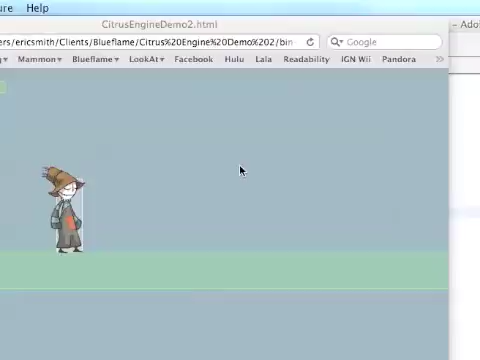 ure Help
CitrusEngineDemo2.html
– Ado
ers/ericsmith/Clients/Blueflame/Citrus%20Engine%20Demo%202/bin
Google
g Mammon Blueflame LookAt Facebook Hulu Lala Readability IGN Wii Pandora